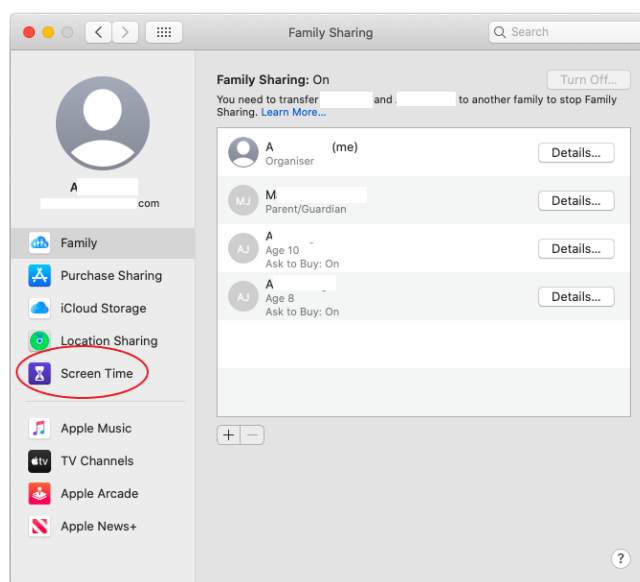 Family Sharing
Search
A
com
Family
Purchase Sharing
iCloud Storage
Location Sharing
Screen Time
Apple Music
tv
TV Channels
Apple Arcade
Apple News+
Family Sharing: On
Turn Off...
You need to transfer and to another family to stop Family
Sharing. Learn More...
A (me)
Organiser
Details...
MJ
M
Parent/Guardian
Details...
AJ
A
Age 10
Ask to Buy: On
Details...
AJ
A
Age 8
Ask to Buy: On
Details...
+ −
?